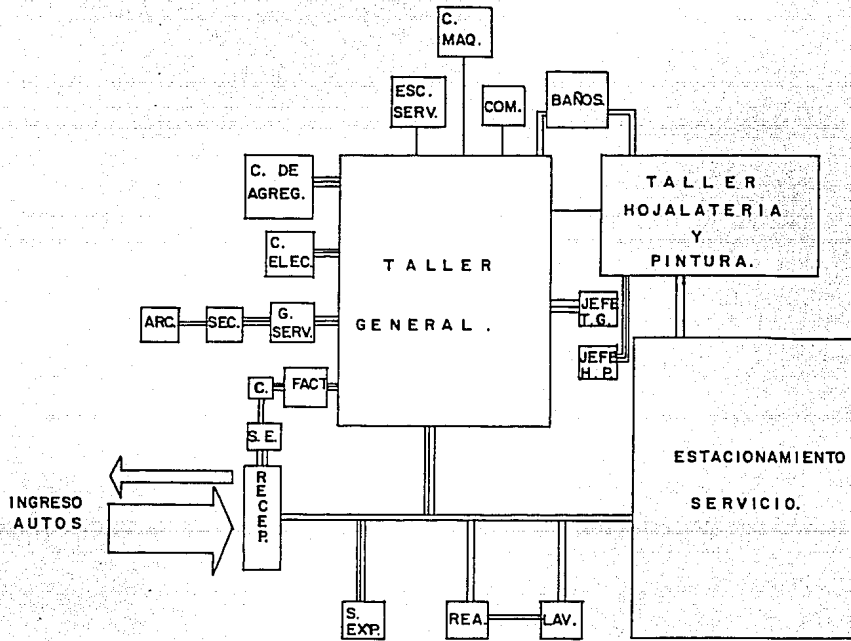 C.
MAQ.
ESC.
SERV.
COM.
BAÑOS.
C. DE
AGREG.
TALLER
HOJALATERIA
Y
PINTURA.
C.
ELEC.
TALLER
GENERAL.
ARC.
SEC.
G.
SERV.
JEFE
T.G.
JEFE
H.P.
C.
FACT
S.E.
RECEP.
INGRESO
AUTOS
ESTACIONAMIENTO
SERVICIO.
S.
EXP.
REA.
LAV.